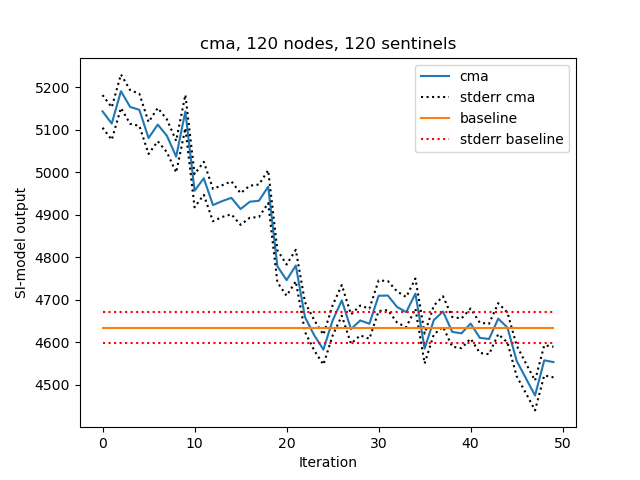 cma, 120 nodes, 120 sentinels
cma
stderr cma
baseline
stderr baseline
5200
5100
5000
4900
4800
4700
4600
4500
SI-model output
0 10 20 30 40 50
Iteration